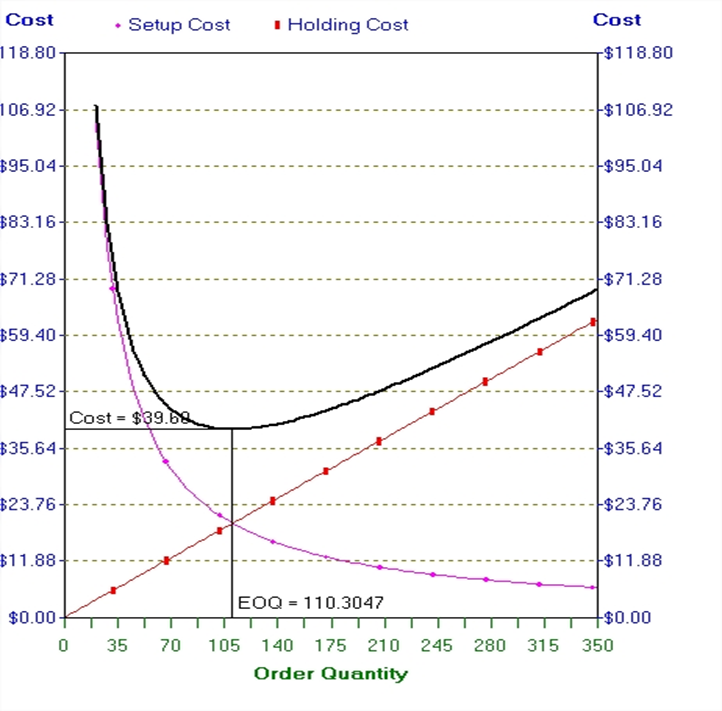 Cost
Setup Cost
Holding Cost
Cost
118.80
$118.80
106.92
$106.92
$95.04
$95.04
$83.16
$83.16
$71.28
$71.28
$59.40
$59.40
$47.52
$47.52
Cost = $39.60
$35.64
$35.64
$23.76
$23.76
$11.88
$11.88
EOQ = 110.3047
$0.00
$0.00
0 35 70 105 140 175 210 245 280 315 350
Order Quantity